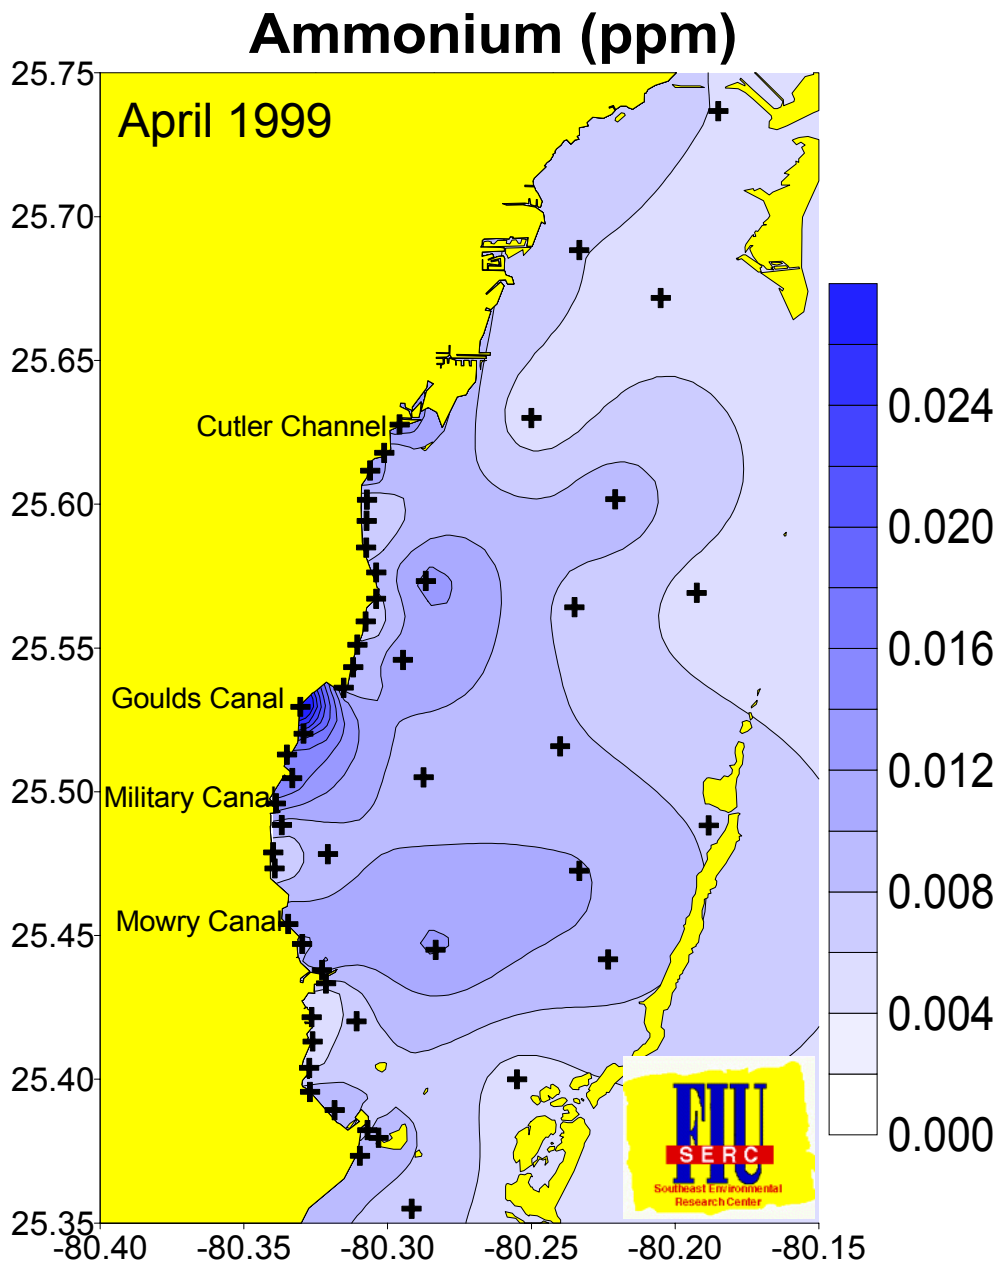 Ammonium (ppm)
25.75
April 1999
25.70
25.65
0.024
Cutler Channel
0.020
25.60
0.016
25.55
Goulds Canal
0.012
25.50
Military Canal
0.008
Mowry Canal
25.45
0.004
25.40
FIU
SERC
0.000
Southeast Environmental
Research Center
25.35
-80.40 -80.35 -80.30 -80.25 -80.20 -80.15